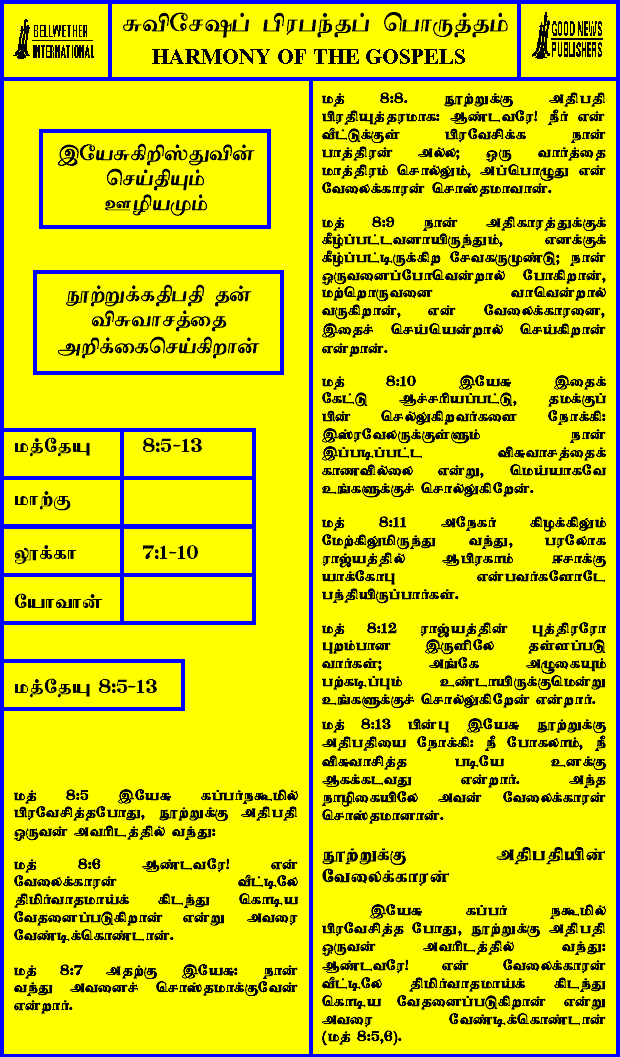 BELLWETHER
INTERNATIONAL
சுவிசேஷப் பிரபந்தப் பொருத்தம்
HARMONY OF THE GOSPELS
GOOD NEWS
PUBLISHERS
இயேசுகிறிஸ்துவின்
செய்தியும்
ஊழியமும்
நூற்றுக்கதிபதி தன்
விசுவாசத்தை
அறிக்கைசெய்கிறான்
மத்தேயு 8:5-13
மாற்கு
லூக்கா 7:1-10
யோவான்
மத்தேயு 8:5-13
மத் 8:5 இயேசு கப்பர்நகூமில்
பிரவேசித்தபோது, நூற்றுக்கு அதிபதி
ஒருவன் அவரிடத்தில் வந்து:
மத் 8:6 ஆண்டவரே! என்
வேலைக்காரன் வீட்டிலே
திமிர்வாதமாய்க் கிடந்து கொடிய
வேதனைப்படுகிறான் என்று அவரை
வேண்டிக்கொண்டான்.
மத் 8:7 அதற்கு இயேசு: நான்
வந்து அவனைச் சொஸ்தமாக்குவேன்
என்றார்.
மத் 8:8. நூற்றுக்கு அதிபதி
பிரதியுத்தரமாக: ஆண்டவரே! நீர் என்
வீட்டுக்குள் பிரவேசிக்க நான்
பாத்திரன் அல்ல; ஒரு வார்த்தை
மாத்திரம் சொல்லும், அப்பொழுது என்
வேலைக்காரன் சொஸ்தமாவான்.
மத் 8:9 நான் அதிகாரத்துக்குக்
கீழ்ப்பட்டவனாயிருந்தும், எனக்குக்
கீழ்ப்பட்டிருக்கிற சேவகருமுண்டு; நான்
ஒருவனைப்போவென்றால் போகிறான்,
மற்றொருவனை வாவென்றால்
வருகிறான், என் வேலைக்காரனை,
இதைச் செய்யென்றால் செய்கிறான்
என்றான்.
மத் 8:10 இயேசு இதைக்
கேட்டு ஆச்சரியப்பட்டு, தமக்குப்
பின் செல்லுகிறவர்களை நோக்கி:
இஸ்ரவேலருக்குள்ளும் நான்
இப்படிப்பட்ட விசுவாசத்தைக்
காணவில்லை என்று, மெய்யாகவே
உங்களுக்குச் சொல்லுகிறேன்.
மத் 8:11 அநேகர் கிழக்கிலும்
மேற்கிலுமிருந்து வந்து, பரலோக
ராஜ்யத்தில் ஆபிரகாம் ஈசாக்கு
யாக்கோபு என்பவர்களோடே
பந்தியிருப்பார்கள்.
மத் 8:12 ராஜ்யத்தின் புத்திரரோ
புறம்பான இருளிலே தள்ளப்படு
வார்கள்; அங்கே அழுகையும்
பற்கடிப்பும் உண்டாயிருக்குமென்று
உங்களுக்குச் சொல்லுகிறேன் என்றார்.
மத் 8:13 பின்பு இயேசு நூற்றுக்கு
அதிபதியை நோக்கி: நீ போகலாம், நீ
விசுவாசித்த படியே உனக்கு
ஆகக்கடவது என்றார். அந்த
நாழிகையிலே அவன் வேலைக்காரன்
சொஸ்தமானான்.
நூற்றுக்கு அதிபதியின்
வேலைக்காரன்
இயேசு கப்பர் நகூமில்
பிரவேசித்த போது, நூற்றுக்கு அதிபதி
ஒருவன் அவரிடத்தில் வந்து:
ஆண்டவரே! என் வேலைக்காரன்
வீட்டிலே திமிர்வாதமாய்க் கிடந்து
கொடிய வேதனைப்படுகிறான் என்று
அவரை வேண்டிக்கொண்டான்
(மத் 8:5,6).